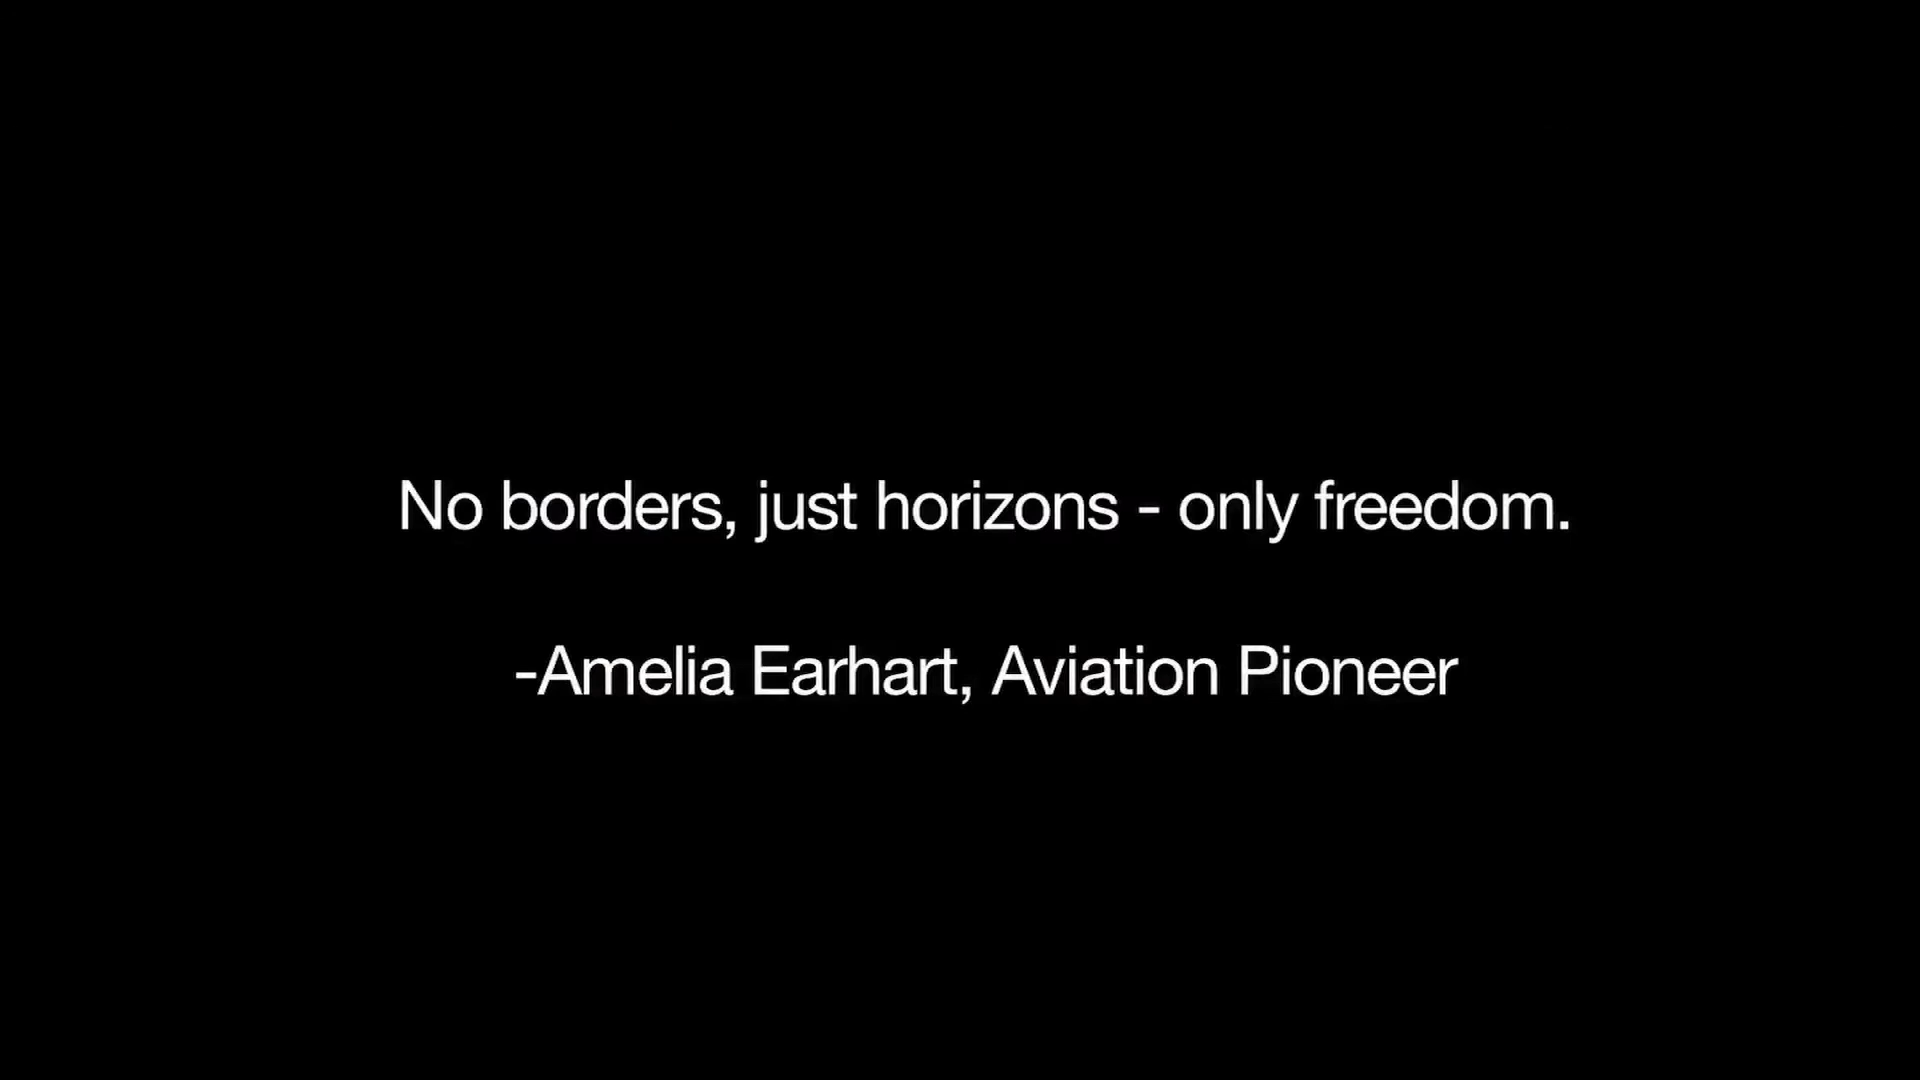 No borders, just horizons - only freedom.
-Amelia Earhart, Aviation Pioneer